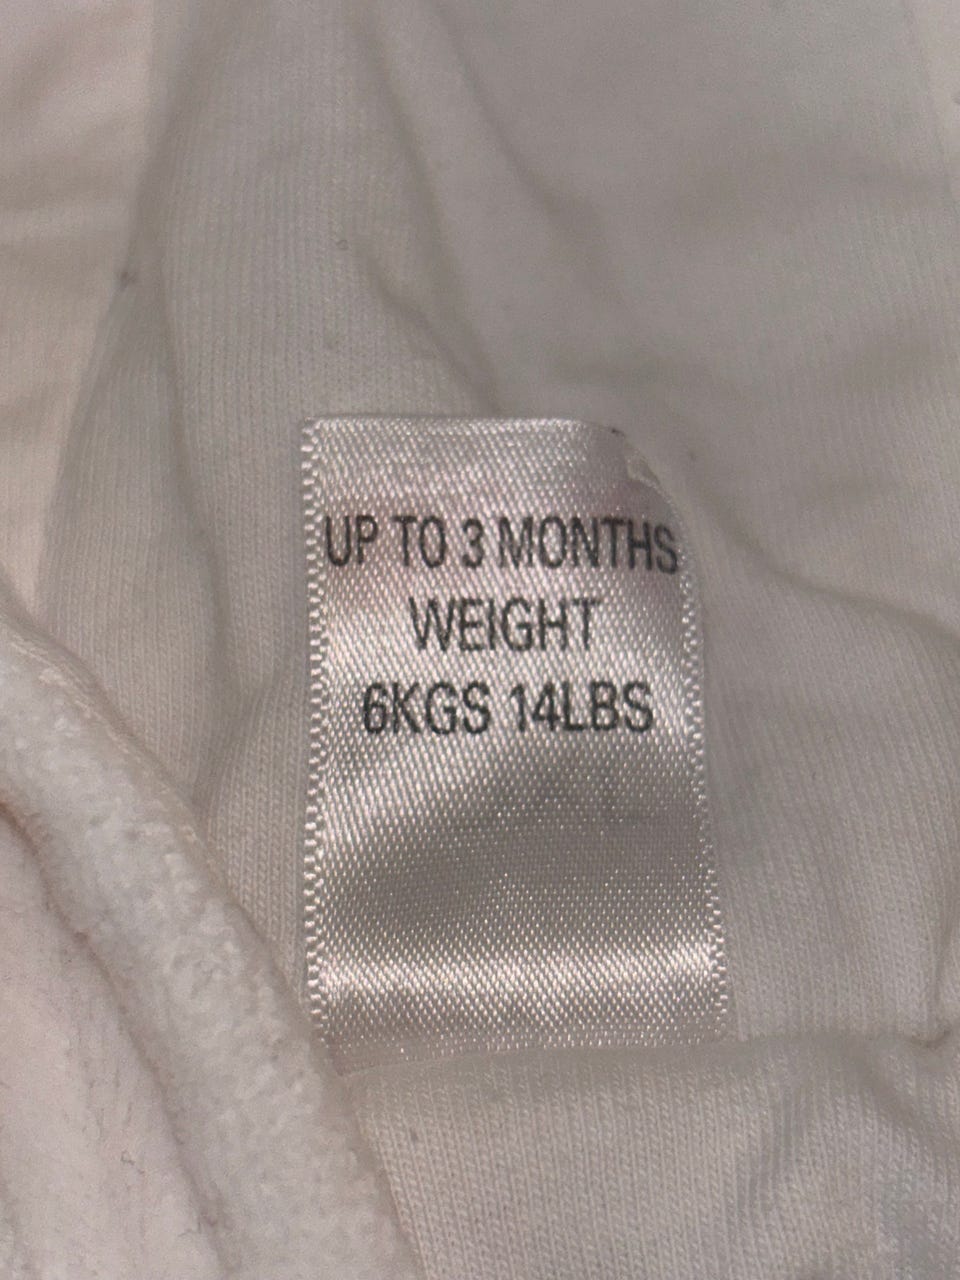 UP TO 3 MONTHS
WEIGHT
6KGS 14LBS